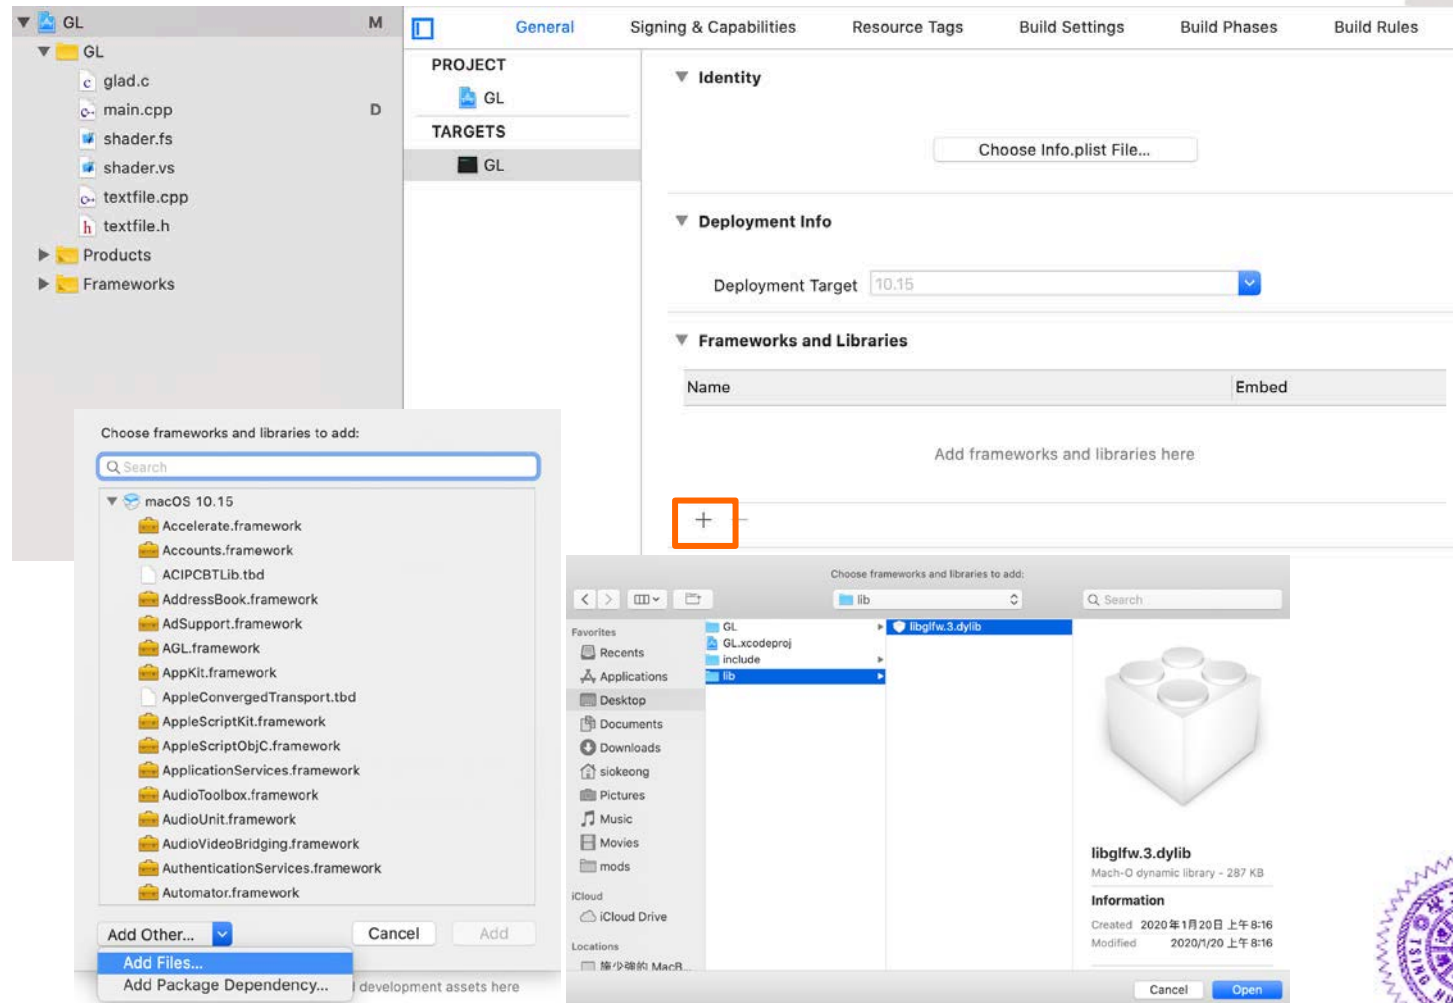 GL M
GL
glad.c
main.cpp D
shader.fs
shader.vs
textfile.cpp
textfile.h
Products
Frameworks
General Signing & Capabilities Resource Tags Build Settings Build Phases Build Rules
PROJECT
GL
TARGETS
GL
Identity
Choose Info.plist File...
Deployment Info
Deployment Target 10.15
Frameworks and Libraries
Name Embed
Add frameworks and libraries here
Choose frameworks and libraries to add:
Search
macOS 10.15
Accelerate.framework
Accounts.framework
ACIPCBTLib.tbd
AddressBook.framework
AdSupport.framework
AGL.framework
AppKit.framework
AppleConvergedTransport.tbd
AppleScriptKit.framework
AppleScriptObjC.framework
ApplicationServices.framework
AudioToolbox.framework
AudioUnit.framework
AudioVideoBridging.framework
AuthenticationServices.framework
Automator.framework
Add Other... Cancel Add
Add Files...
Add Package Dependency...
development assets here
Choose frameworks and libraries to add:
lib Search
Favorites
Recents
Applications
Desktop
Documents
Downloads
siokeong
Pictures
Music
Movies
mods
iCloud
iCloud Drive
Locations
施少強的 MacB...
GL
GL.xcodeproj
include
lib
libglfw.3.dylib
libglfw.3.dylib
Mach-O dynamic library - 287 KB
Information
Created 2020年1月20日 上午8:16
Modified 2020/1/20 上午8:16
Cancel Open
TSING